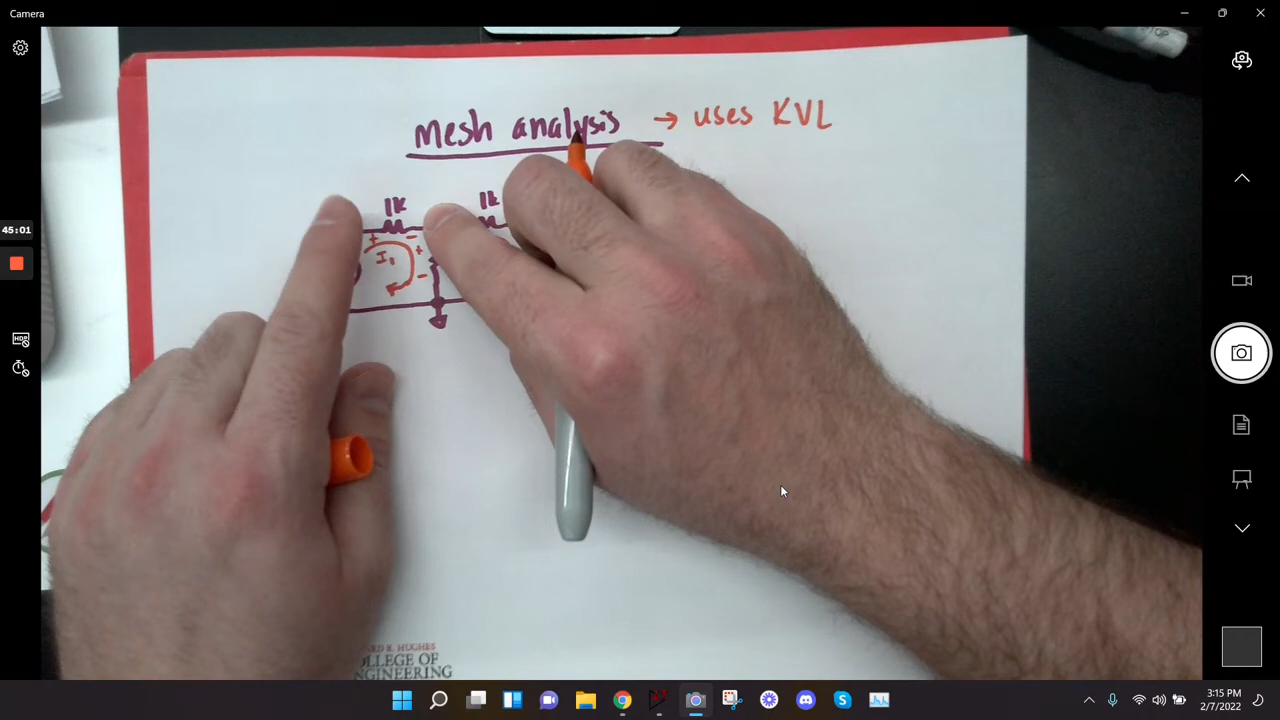 Camera
Mesh analysis → uses KVL
1k 1k
+ - +
I₁
-
45:01
COLLEGE OF
ENGINEERING
3:15 PM
2/7/2022